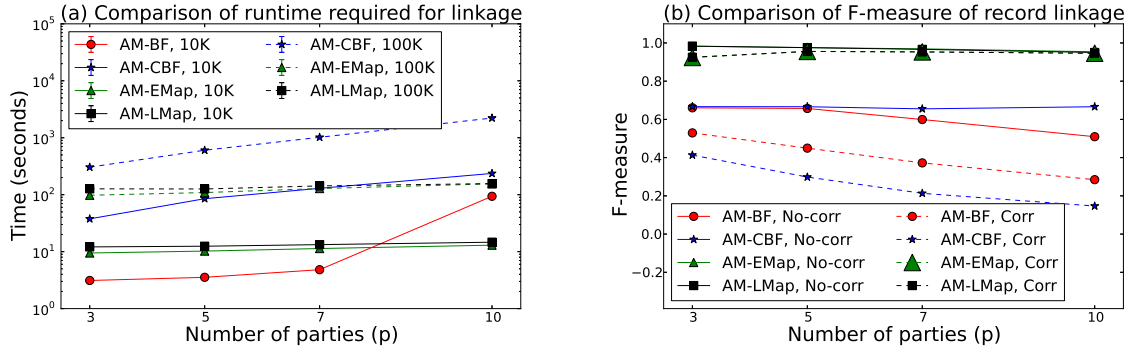 (a) Comparison of runtime required for linkage
10^5
10^4
10^3
10^2
10^1
10^0
Time (seconds)
AM-BF, 10K
AM-CBF, 10K
AM-EMap, 10K
AM-LMap, 10K
AM-CBF, 100K
AM-EMap, 100K
AM-LMap, 100K
3 5 7 10
Number of parties (p)
(b) Comparison of F-measure of record linkage
1.0
0.8
0.6
0.4
0.2
0.0
−0.2
F-measure
AM-BF, No-corr
AM-CBF, No-corr
AM-EMap, No-corr
AM-LMap, No-corr
AM-BF, Corr
AM-CBF, Corr
AM-EMap, Corr
AM-LMap, Corr
3 5 7 10
Number of parties (p)